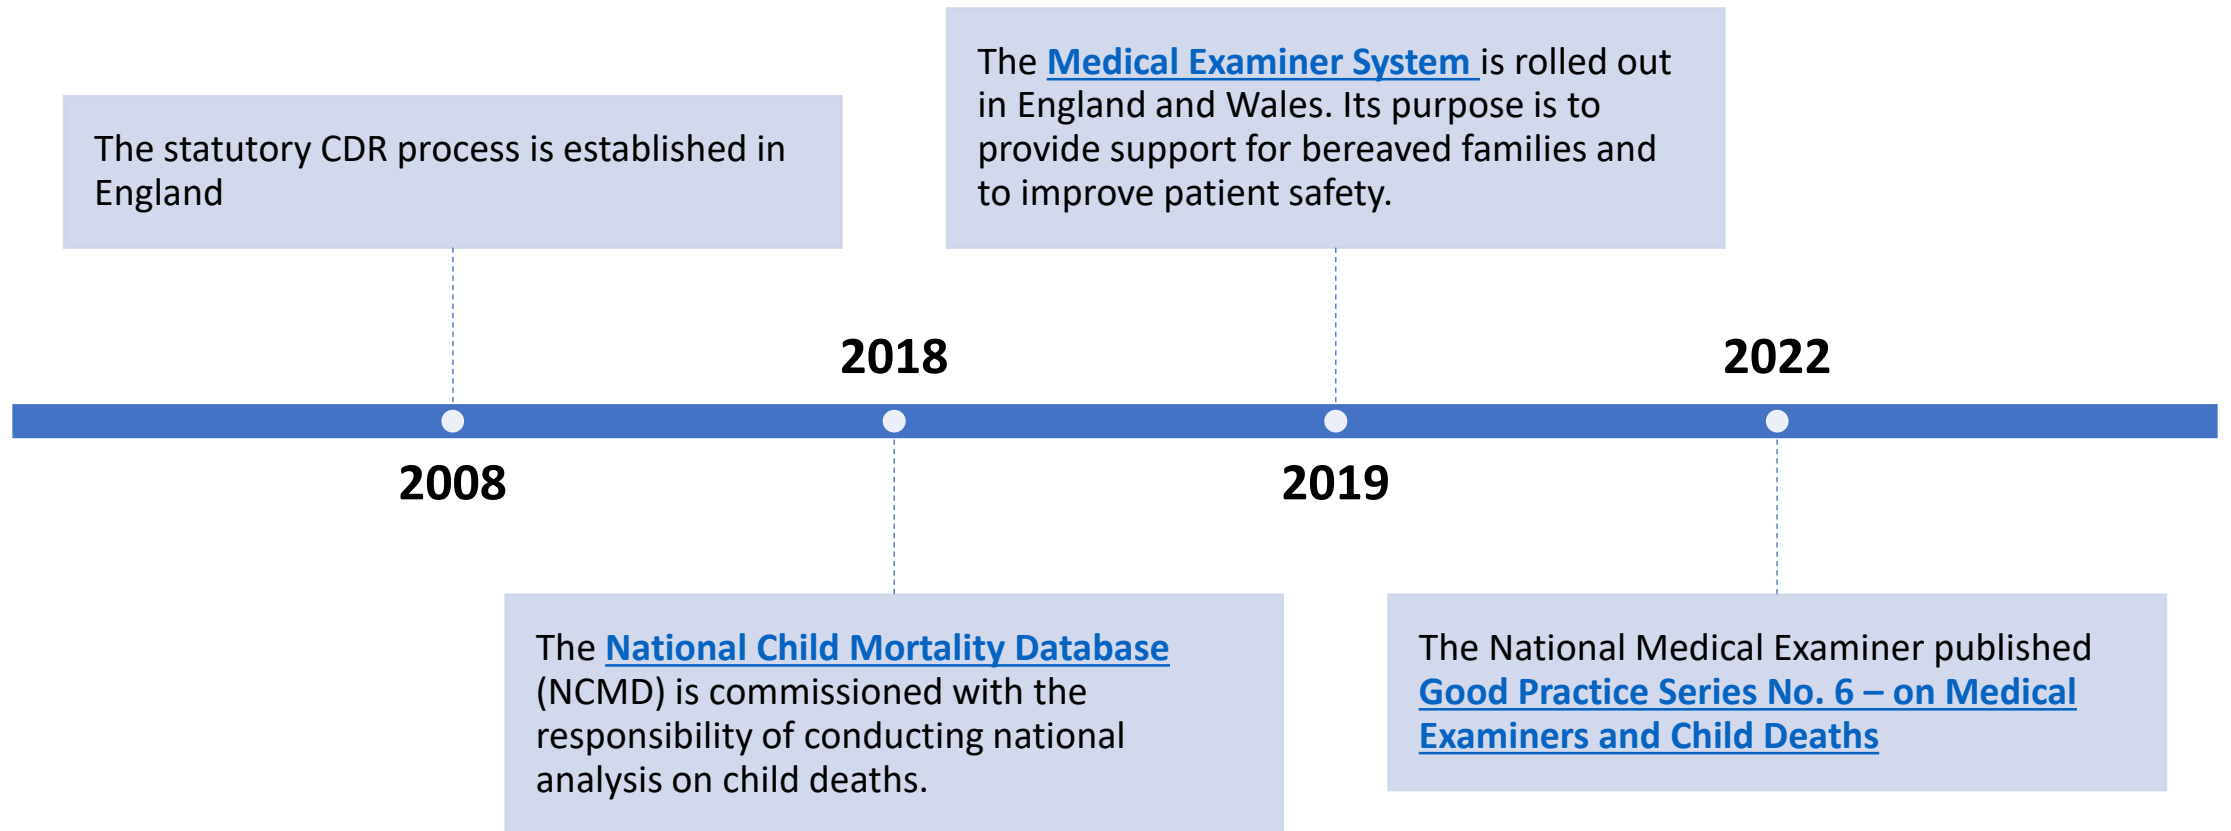 The statutory CDR process is established in
England
2008
2018
The National Child Mortality Database
(NCMD) is commissioned with the
responsibility of conducting national
analysis on child deaths.
The Medical Examiner System is rolled out
in England and Wales. Its purpose is to
provide support for bereaved families and
to improve patient safety.
2019
2022
The National Medical Examiner published
Good Practice Series No. 6 – on Medical
Examiners and Child Deaths